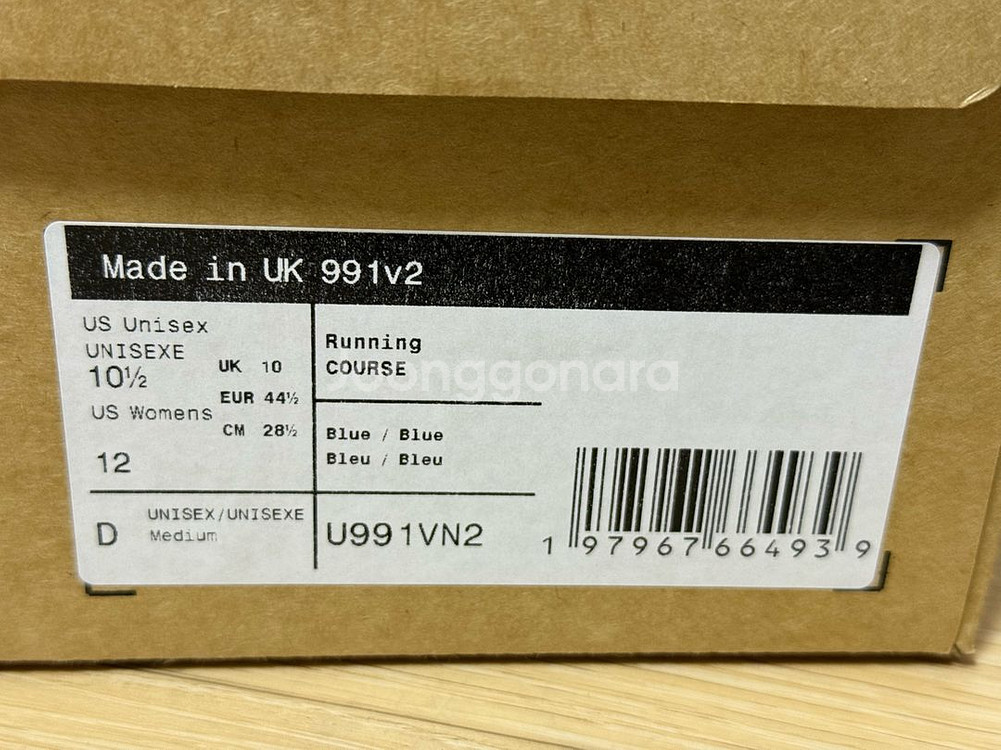 Made in UK 991v2
US Unisex
UNISEXE
10½
US Womens
12
UK 10
EUR 44½
CM 28½
Running
COURSE
Blue / Blue
Bleu / Bleu
D
UNISEX/UNISEXE
Medium
U991VN2
1 97967 66493 9
Joonggonara